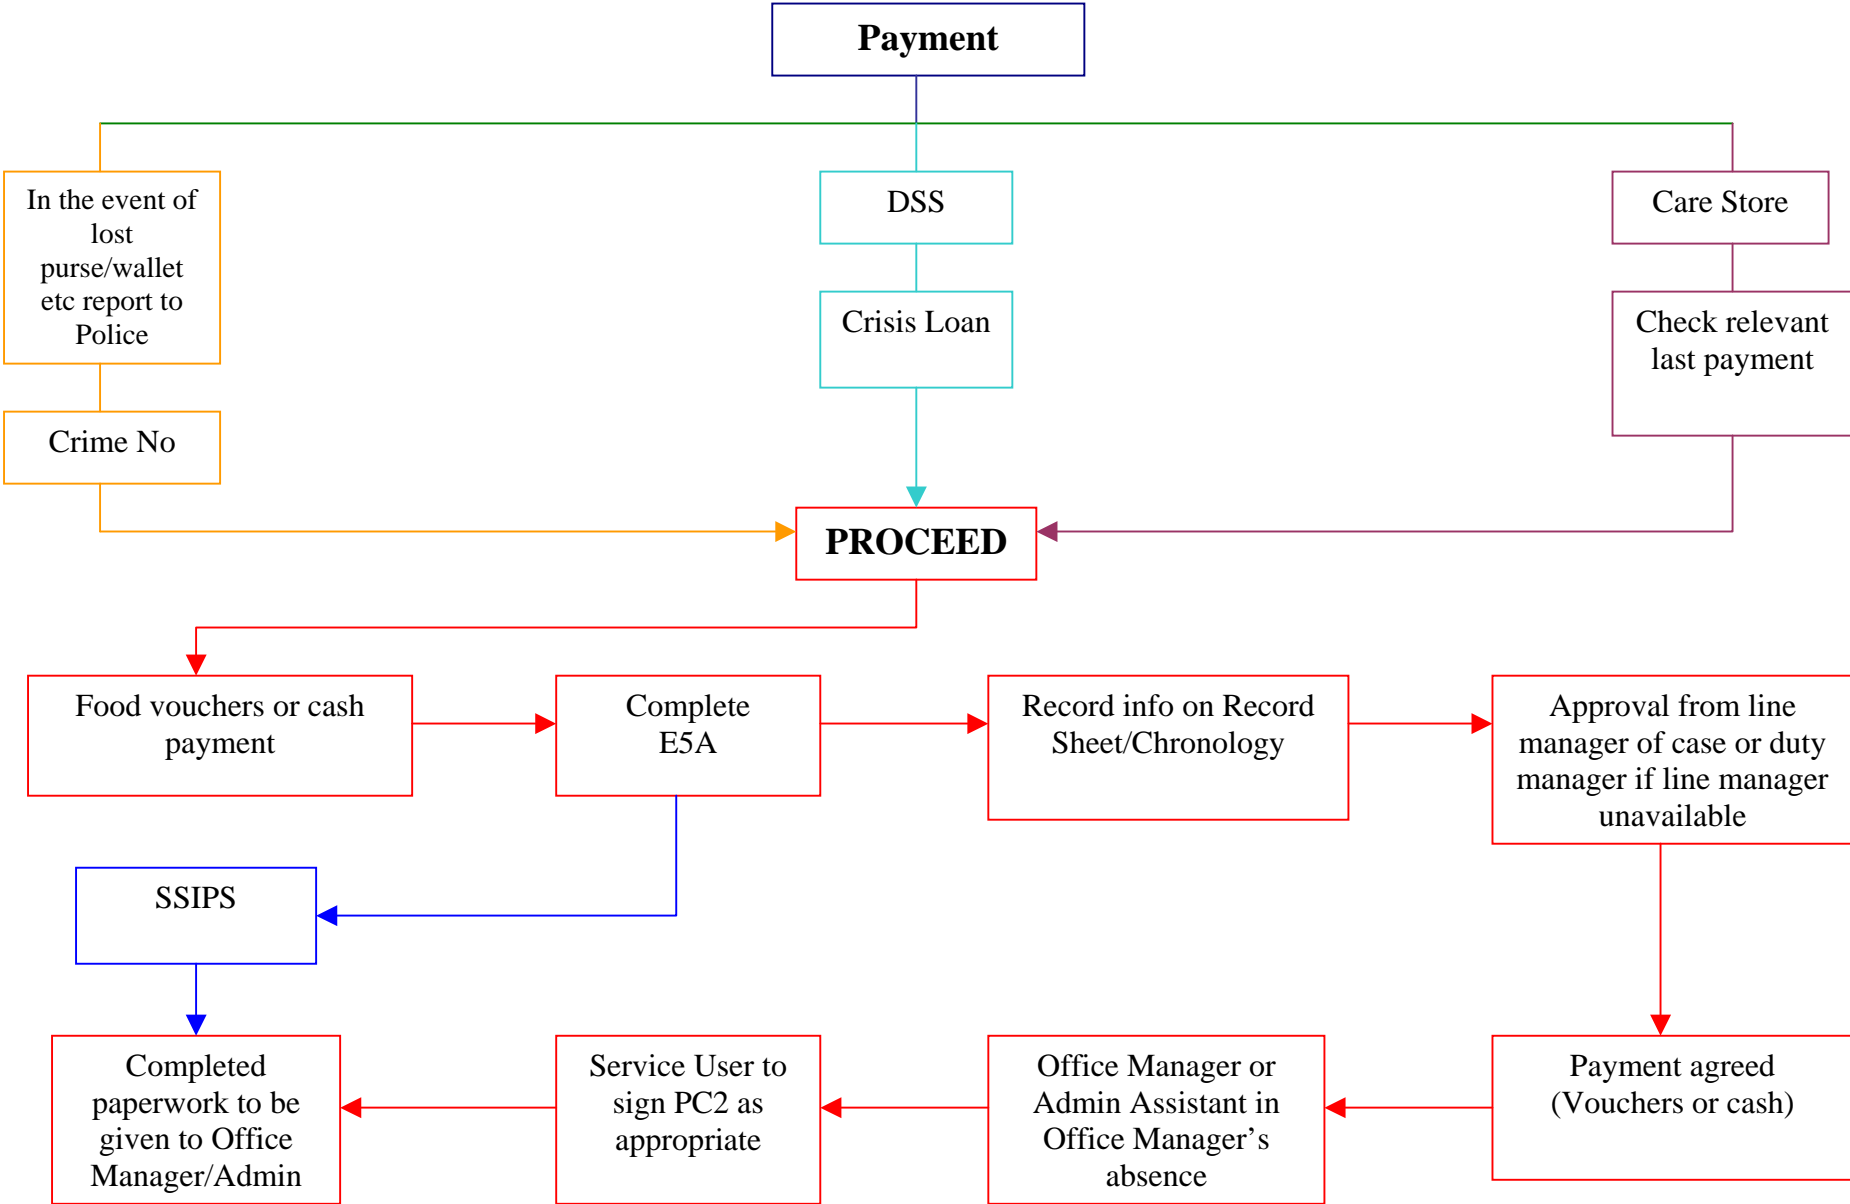 Payment
In the event of
lost
purse/wallet
etc report to
Police
DSS
Care Store
Crisis Loan
Check relevant
last payment
Crime No
PROCEED
Food vouchers or cash
payment
Complete
E5A
Record info on Record
Sheet/Chronology
Approval from line
manager of case or duty
manager if line manager
unavailable
SSIPS
Completed
paperwork to be
given to Office
Manager/Admin
Service User to
sign PC2 as
appropriate
Office Manager or
Admin Assistant in
Office Manager’s
absence
Payment agreed
(Vouchers or cash)